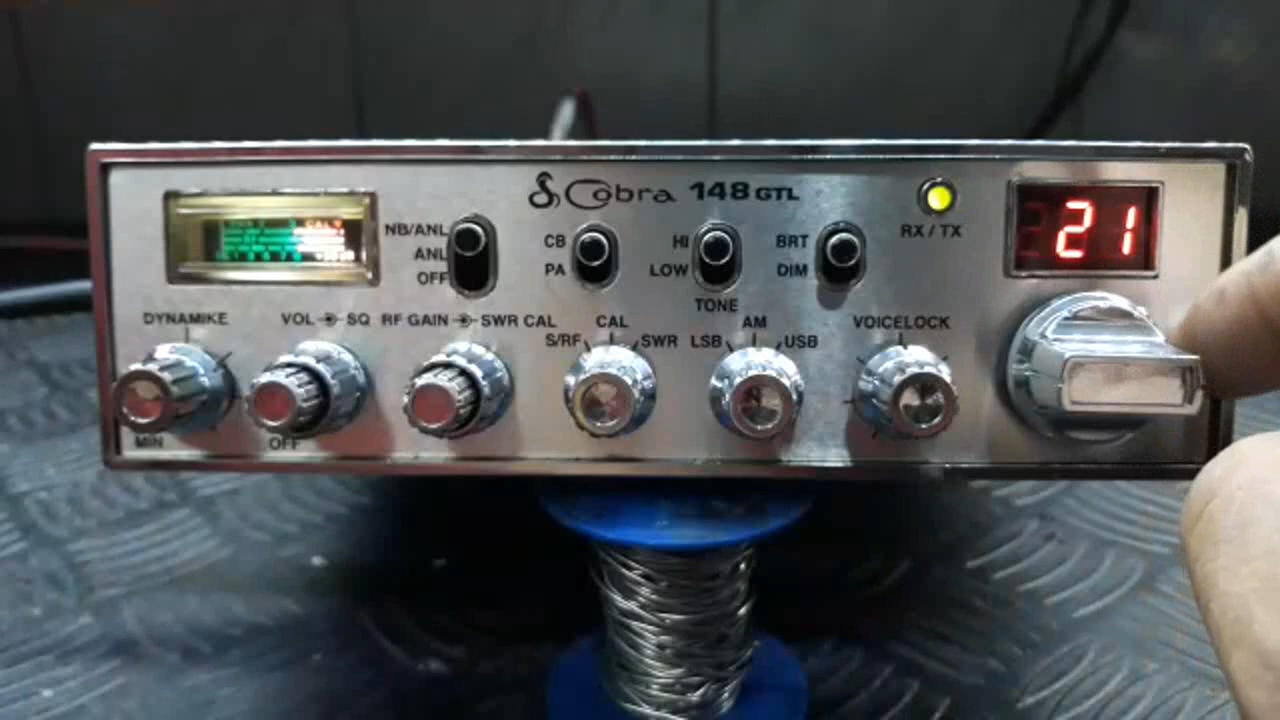 Cobra 148 GTL
NB/ANL
ANL
OFF
CB
PA
HI
LOW
TONE
BRT
DIM
RX / TX
21
DYNAMIKE
MIN
VOL SQ
OFF
RF GAIN SWR CAL
CAL
S/RF SWR
AM
LSB USB
VOICELOCK